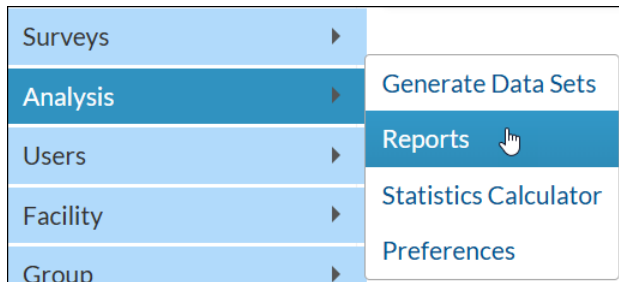 Surveys
Analysis
Users
Facility
Group
Generate Data Sets
Reports
Statistics Calculator
Preferences